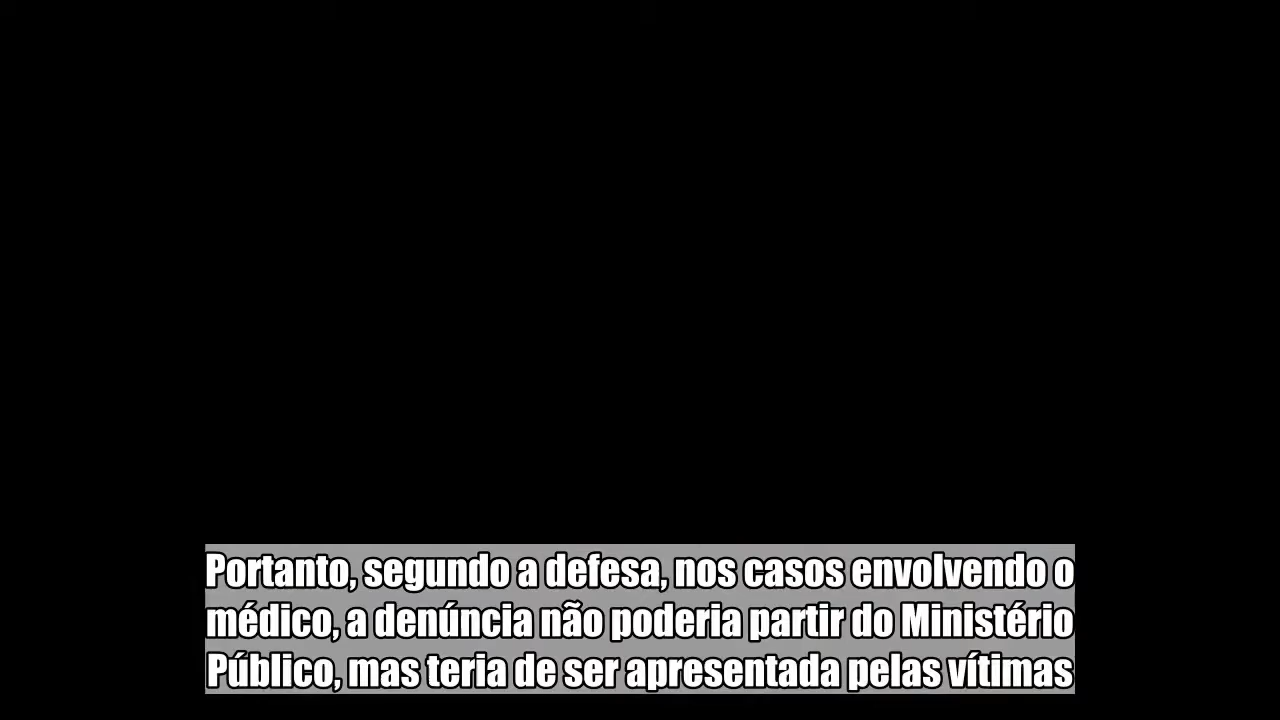 Portanto, segundo a defesa, nos casos envolvendo o
médico, a denúncia não poderia partir do Ministério
Público, mas teria de ser apresentada pelas vítimas